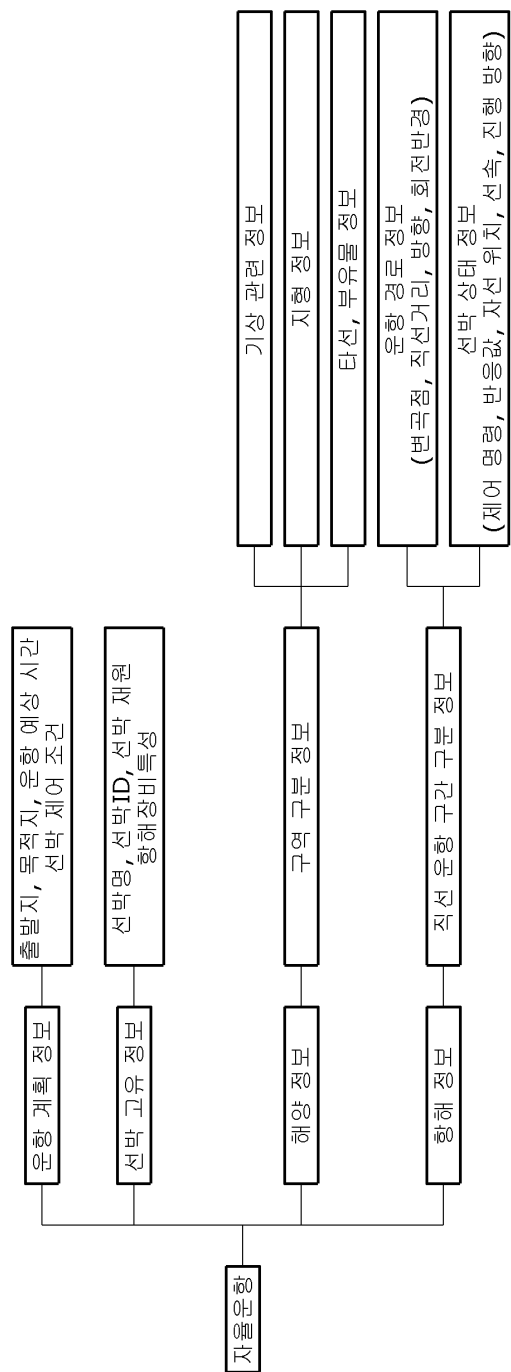 자율운항
운항 계획 정보
출발지, 목적지, 운항 예상 시간
선박 제어 조건
선박 고유 정보
선박명, 선박ID, 선박 재원
항해장비특성
해양 정보
구역 구분 정보
기상 관련 정보
지형 정보
타선, 부유물 정보
항해 정보
직선 운항 구간 구분 정보
운항 경로 정보
(변곡점, 직선거리, 방향, 회전반경)
선박 상태 정보
(제어 명령, 반응값, 자선 위치, 선속, 진행 방향)